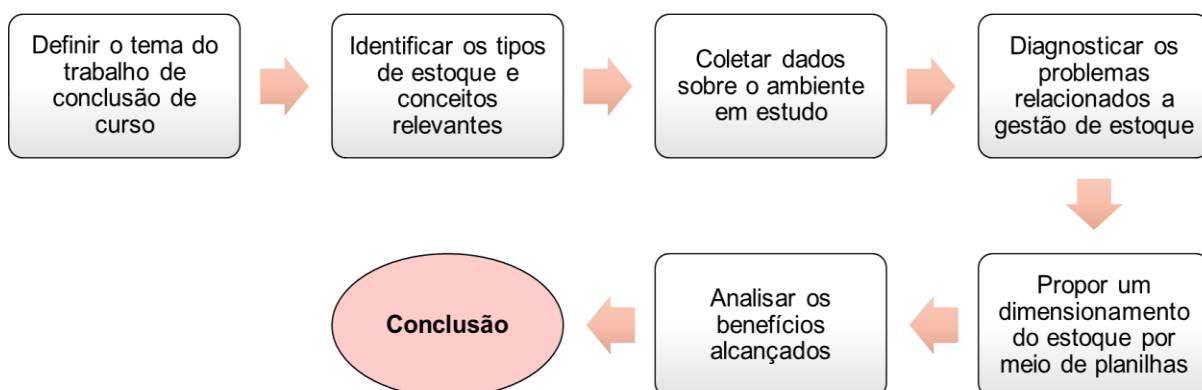 Definir o tema do
trabalho de
conclusão de
curso
Identificar os tipos
de estoque e
conceitos
relevantes
Coletar dados
sobre o ambiente
em estudo
Diagnosticar os
problemas
relacionados a
gestão de estoque
Propor um
dimensionamento
do estoque por
meio de planilhas
Analisar os
benefícios
alcançados
Conclusão